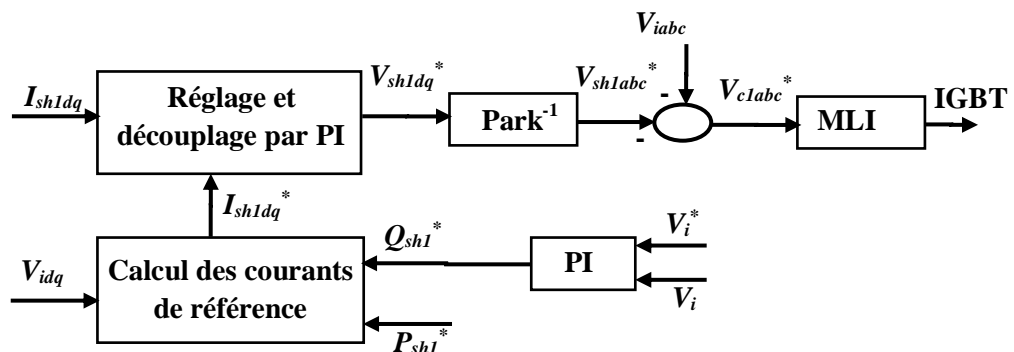 V_iabc
I_sh1dq
Réglage et
découplage par PI
V_sh1dq*
Park⁻¹
V_sh1abc*
-
-
V_c1abc*
MLI
IGBT
I_sh1dq*
V_idq
Calcul des courants
de référence
Q_sh1*
PI
V_i*
V_i
P_sh1*